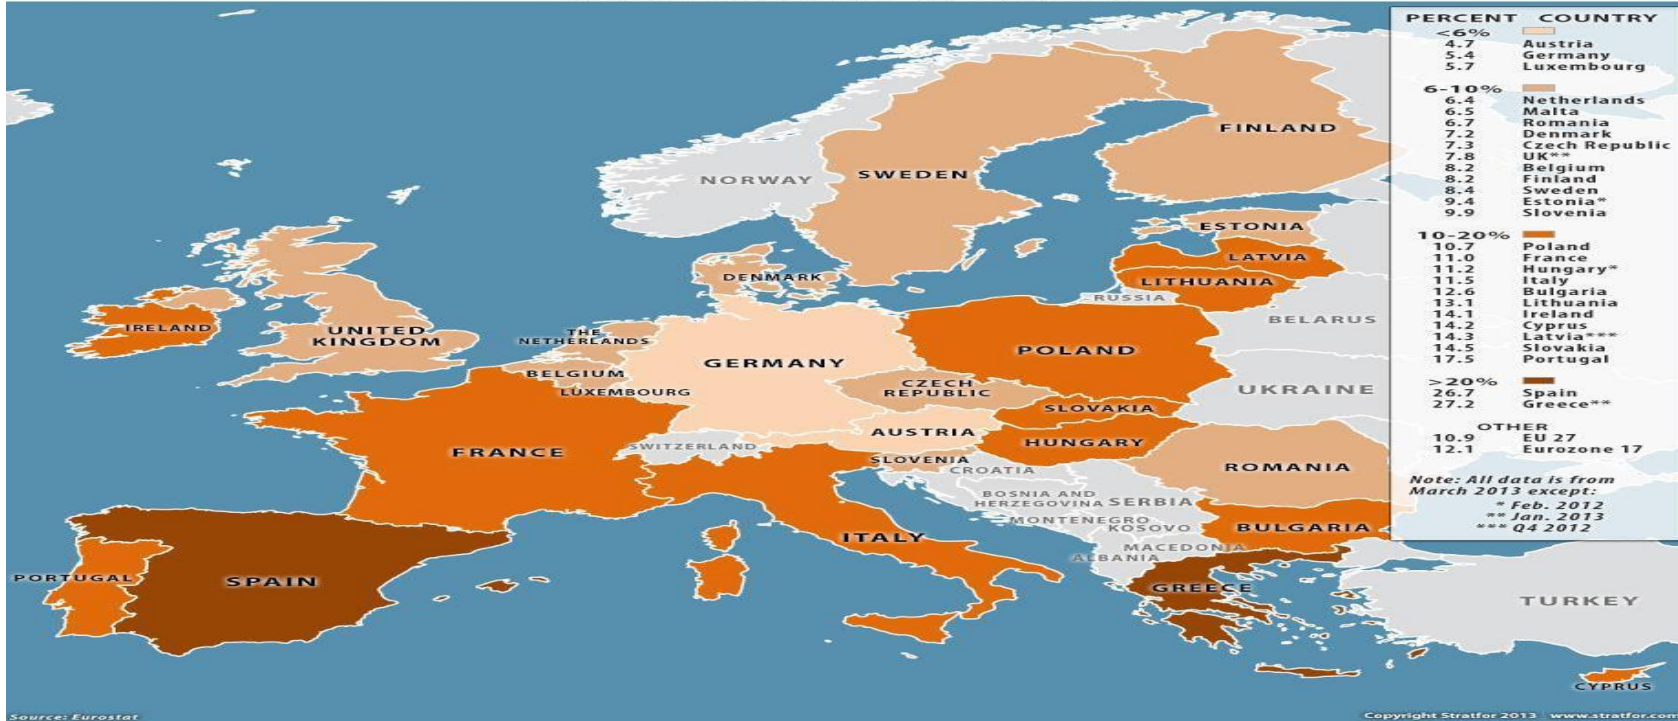 PERCENT COUNTRY
<6%
4.7 Austria
5.4 Germany
5.7 Luxembourg
6-10%
6.4 Netherlands
6.5 Malta
6.7 Romania
7.2 Denmark
7.3 Czech Republic
7.8 UK**
8.2 Belgium
8.2 Finland
8.4 Sweden
9.4 Estonia*
9.9 Slovenia
10-20%
10.7 Poland
11.0 France
11.2 Hungary*
11.5 Italy
12.6 Bulgaria
13.1 Lithuania
14.1 Ireland
14.2 Cyprus
14.3 Latvia***
14.5 Slovakia
17.5 Portugal
>20%
26.7 Spain
27.2 Greece**
OTHER
10.9 EU 27
12.1 Eurozone 17
Note: All data is from
March 2013 except:
* Feb. 2012
** Jan. 2013
*** Q4 2012
FINLAND
NORWAY
SWEDEN
ESTONIA
LATVIA
DENMARK
LITHUANIA
RUSSIA
IRELAND
UNITED
KINGDOM
THE
NETHERLANDS
BELARUS
POLAND
GERMANY
BELGIUM
LUXEMBOURG
CZECH
REPUBLIC
UKRAINE
SLOVAKIA
AUSTRIA
HUNGARY
FRANCE
SWITZERLAND
SLOVENIA
CROATIA
ROMANIA
BOSNIA AND
HERZEGOVINA
SERBIA
MONTENEGRO
KOSOVO
BULGARIA
ITALY
MACEDONIA
ALBANIA
PORTUGAL
SPAIN
GREECE
TURKEY
CYPRUS
Source: Eurostat
Copyright Stratfor 2013 www.stratfor.com